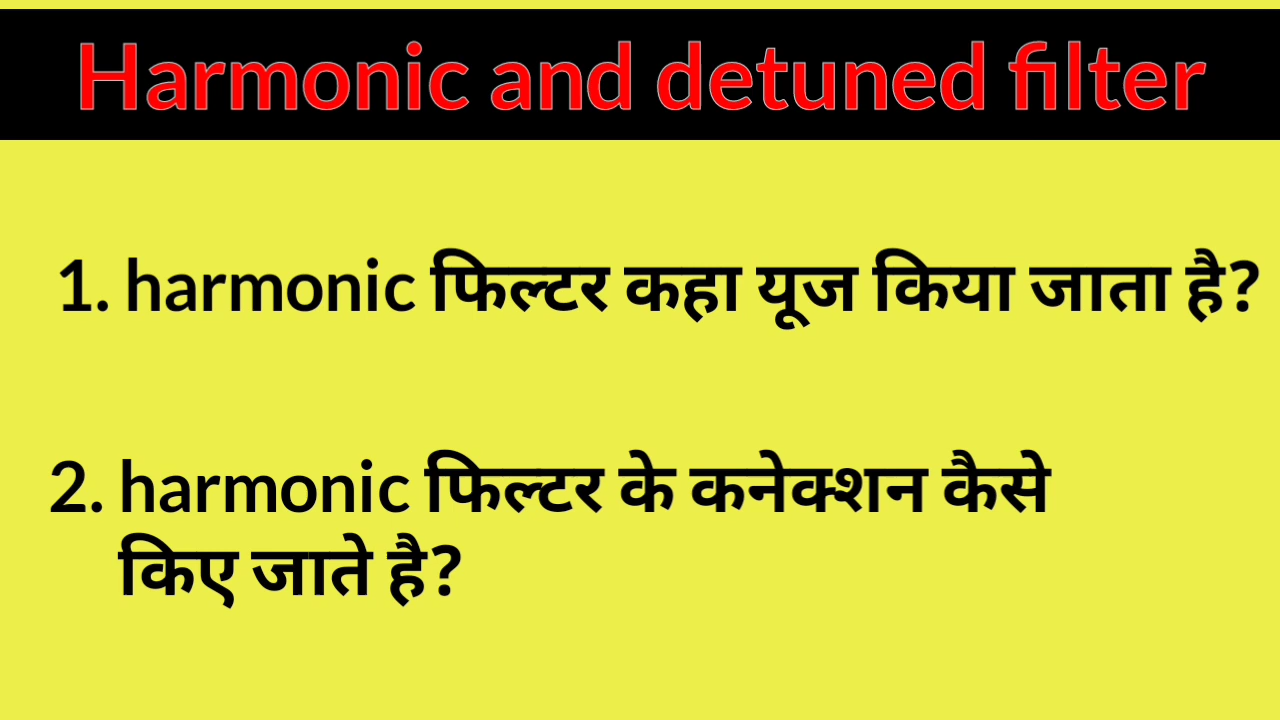 Harmonic and detuned filter
1. harmonic फिल्टर कहा यूज किया जाता है?
2. harmonic फिल्टर के कनेक्शन कैसे
किए जाते है?